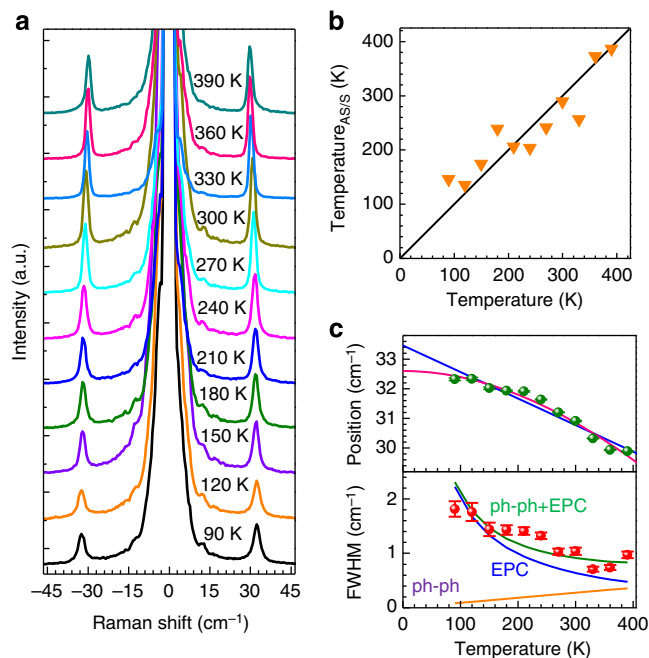 a
390 K
360 K
330 K
300 K
270 K
240 K
210 K
180 K
150 K
120 K
90 K
Intensity (a.u.)
−45 −30 −15 0 15 30 45
Raman shift (cm−1)
b
400
300
200
100
0 100 200 300 400
Temperature AS/S (K)
Temperature (K)
c
33
32
31
30
Position (cm−1)
2
1
0
FWHM (cm−1)
ph-ph+EPC
EPC
ph-ph
0 100 200 300 400
Temperature (K)